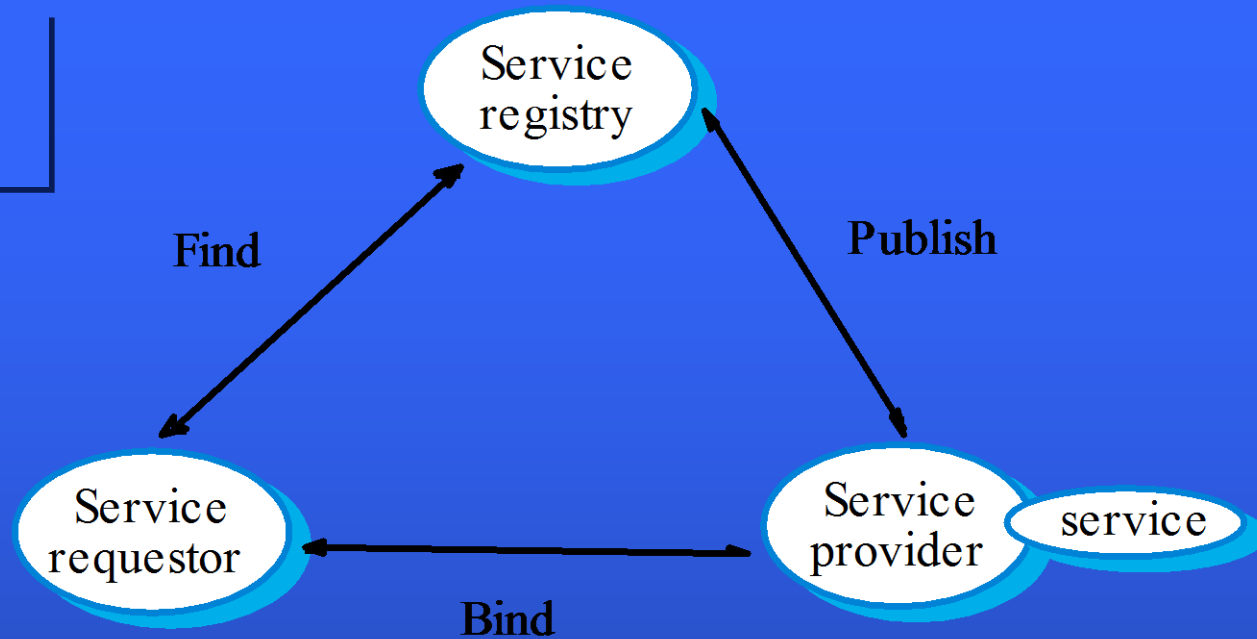 Service
registry
Find
Publish
Service
requestor
Service
provider
service
Bind